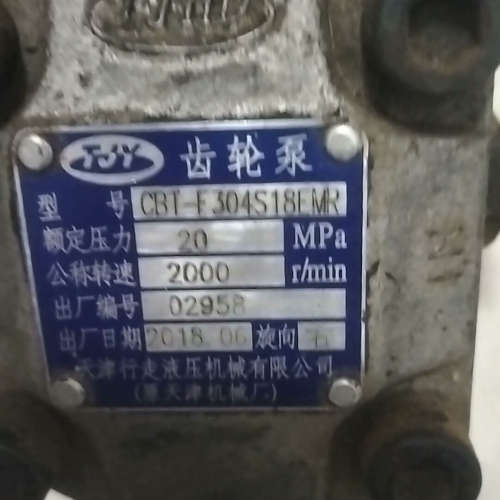 TJY 齿轮泵
型 号 CBT-F304S18FMR
额定压力 20 MPa
公称转速 2000 r/min
出厂编号 02958
出厂日期 2018.06 旋向 右
天津行走液压机械有限公司
(原天津机械厂)